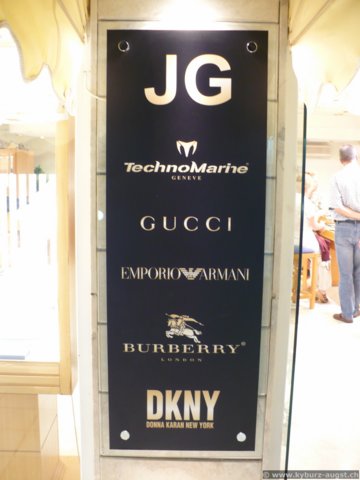 JG
TechnoMarine®
GENEVE
GUCCI
EMPORIO ARMANI
BURBERRY®
LONDON
DKNY
DONNA KARAN NEW YORK
© www.kyburz-augst.ch